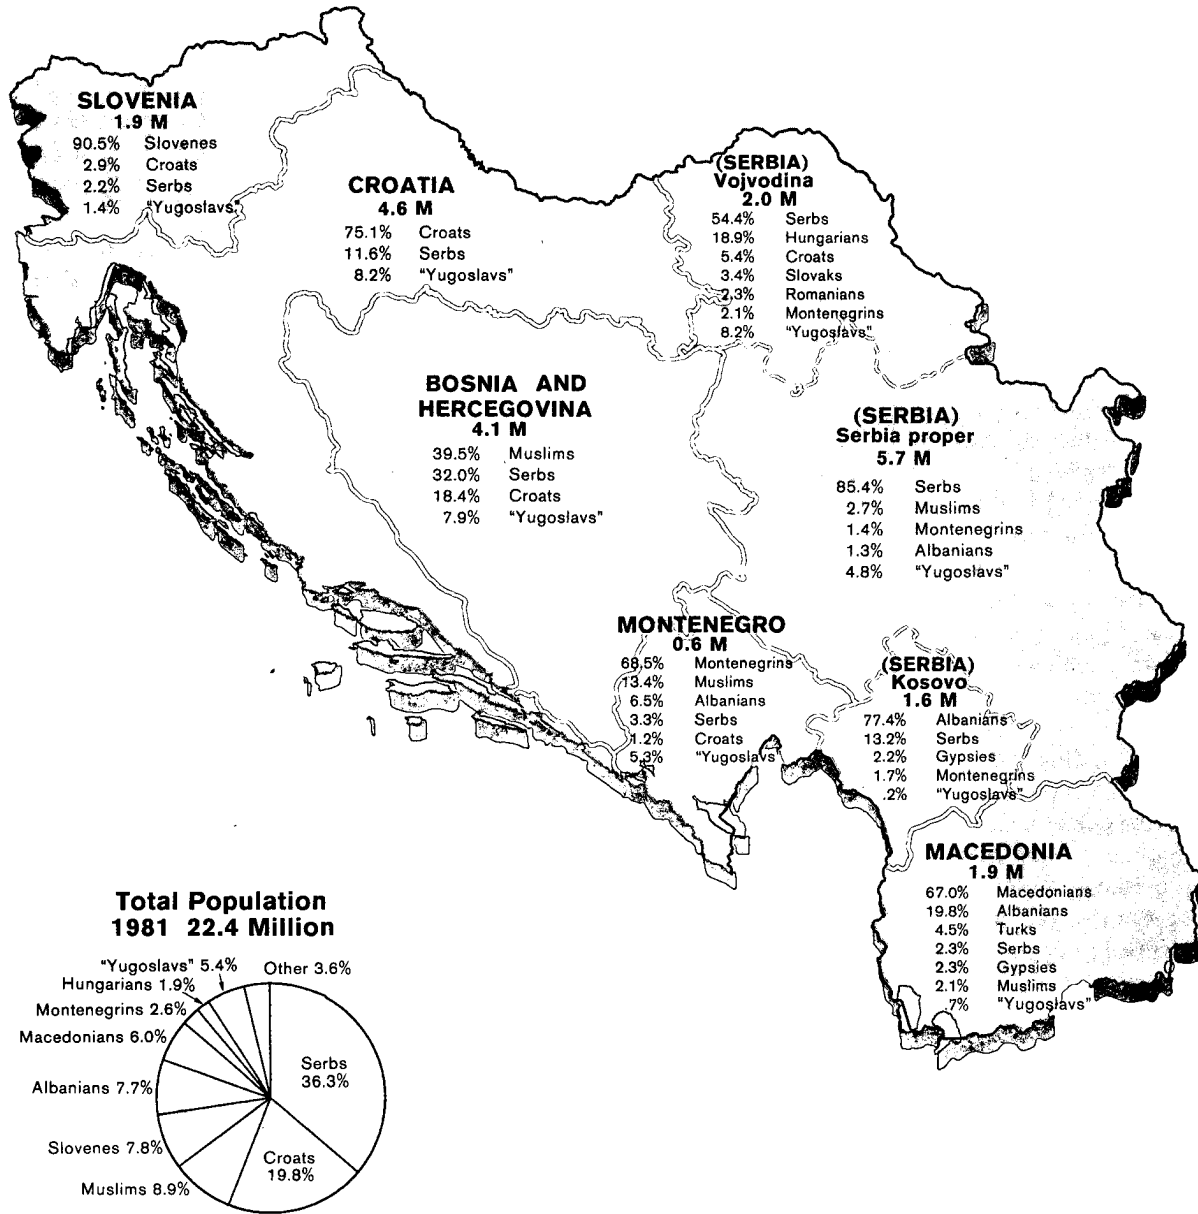 SLOVENIA
1.9 M
90.5% Slovenes
2.9% Croats
2.2% Serbs
1.4% "Yugoslavs"
CROATIA
4.6 M
75.1% Croats
11.6% Serbs
8.2% "Yugoslavs"
(SERBIA)
Vojvodina
2.0 M
54.4% Serbs
18.9% Hungarians
5.4% Croats
3.4% Slovaks
2.3% Romanians
2.1% Montenegrins
8.2% "Yugoslavs"
BOSNIA AND
HERCEGOVINA
4.1 M
39.5% Muslims
32.0% Serbs
18.4% Croats
7.9% "Yugoslavs"
(SERBIA)
Serbia proper
5.7 M
85.4% Serbs
2.7% Muslims
1.4% Montenegrins
1.3% Albanians
4.8% "Yugoslavs"
MONTENEGRO
0.6 M
68.5% Montenegrins
13.4% Muslims
6.5% Albanians
3.3% Serbs
1.2% Croats
5.3% "Yugoslavs
(SERBIA)
Kosovo
1.6 M
77.4% Albanians
13.2% Serbs
2.2% Gypsies
1.7% Montenegrins
.2% "Yugoslavs"
MACEDONIA
1.9 M
67.0% Macedonians
19.8% Albanians
4.5% Turks
2.3% Serbs
2.3% Gypsies
2.1% Muslims
.7% "Yugoslavs"
Total Population
1981 22.4 Million
"Yugoslavs" 5.4%
Other 3.6%
Hungarians 1.9%
Montenegrins 2.6%
Macedonians 6.0%
Serbs
36.3%
Albanians 7.7%
Slovenes 7.8%
Croats
19.8%
Muslims 8.9%